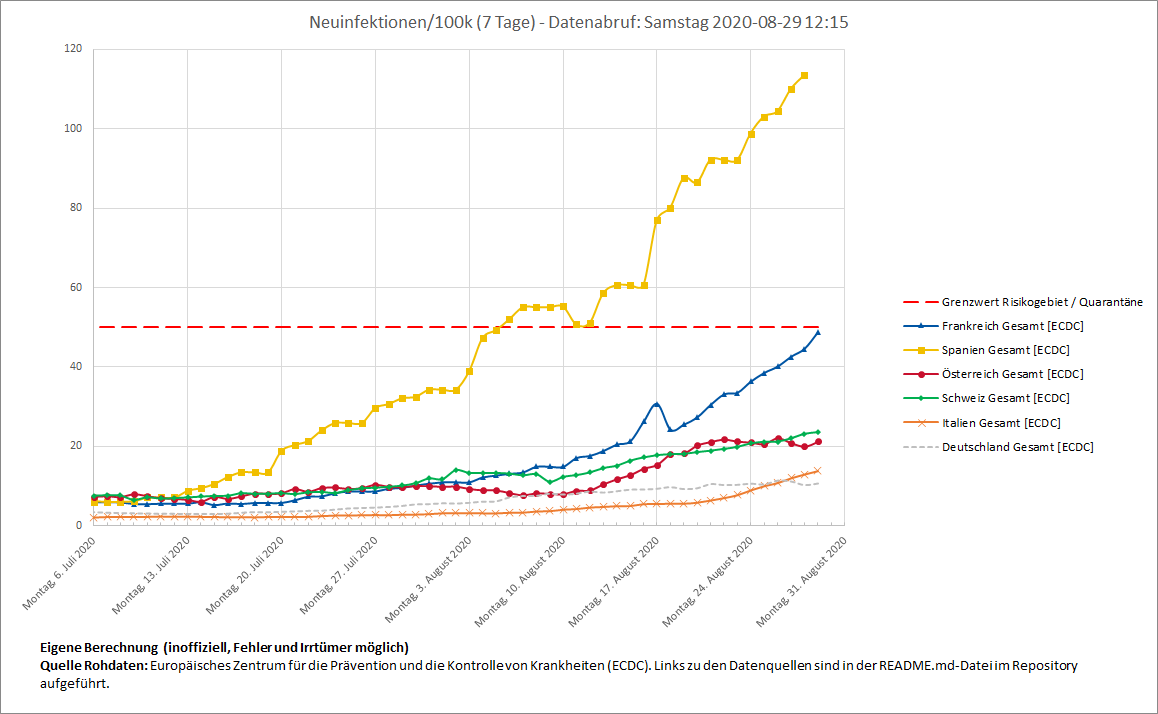 Neuinfektionen/100k (7 Tage) - Datenabruf: Samstag 2020-08-29 12:15
120
100
80
60
40
20
0
Montag, 6. Juli 2020
Montag, 13. Juli 2020
Montag, 20. Juli 2020
Montag, 27. Juli 2020
Montag, 3. August 2020
Montag, 10. August 2020
Montag, 17. August 2020
Montag, 24. August 2020
Montag, 31. August 2020
Grenzwert Risikogebiet / Quarantäne
Frankreich Gesamt [ECDC]
Spanien Gesamt [ECDC]
Österreich Gesamt [ECDC]
Schweiz Gesamt [ECDC]
Italien Gesamt [ECDC]
Deutschland Gesamt [ECDC]
Eigene Berechnung (inoffiziell, Fehler und Irrtümer möglich)
Quelle Rohdaten: Europäisches Zentrum für die Prävention und die Kontrolle von Krankheiten (ECDC). Links zu den Datenquellen sind in der README.md-Datei im Repository
aufgeführt.